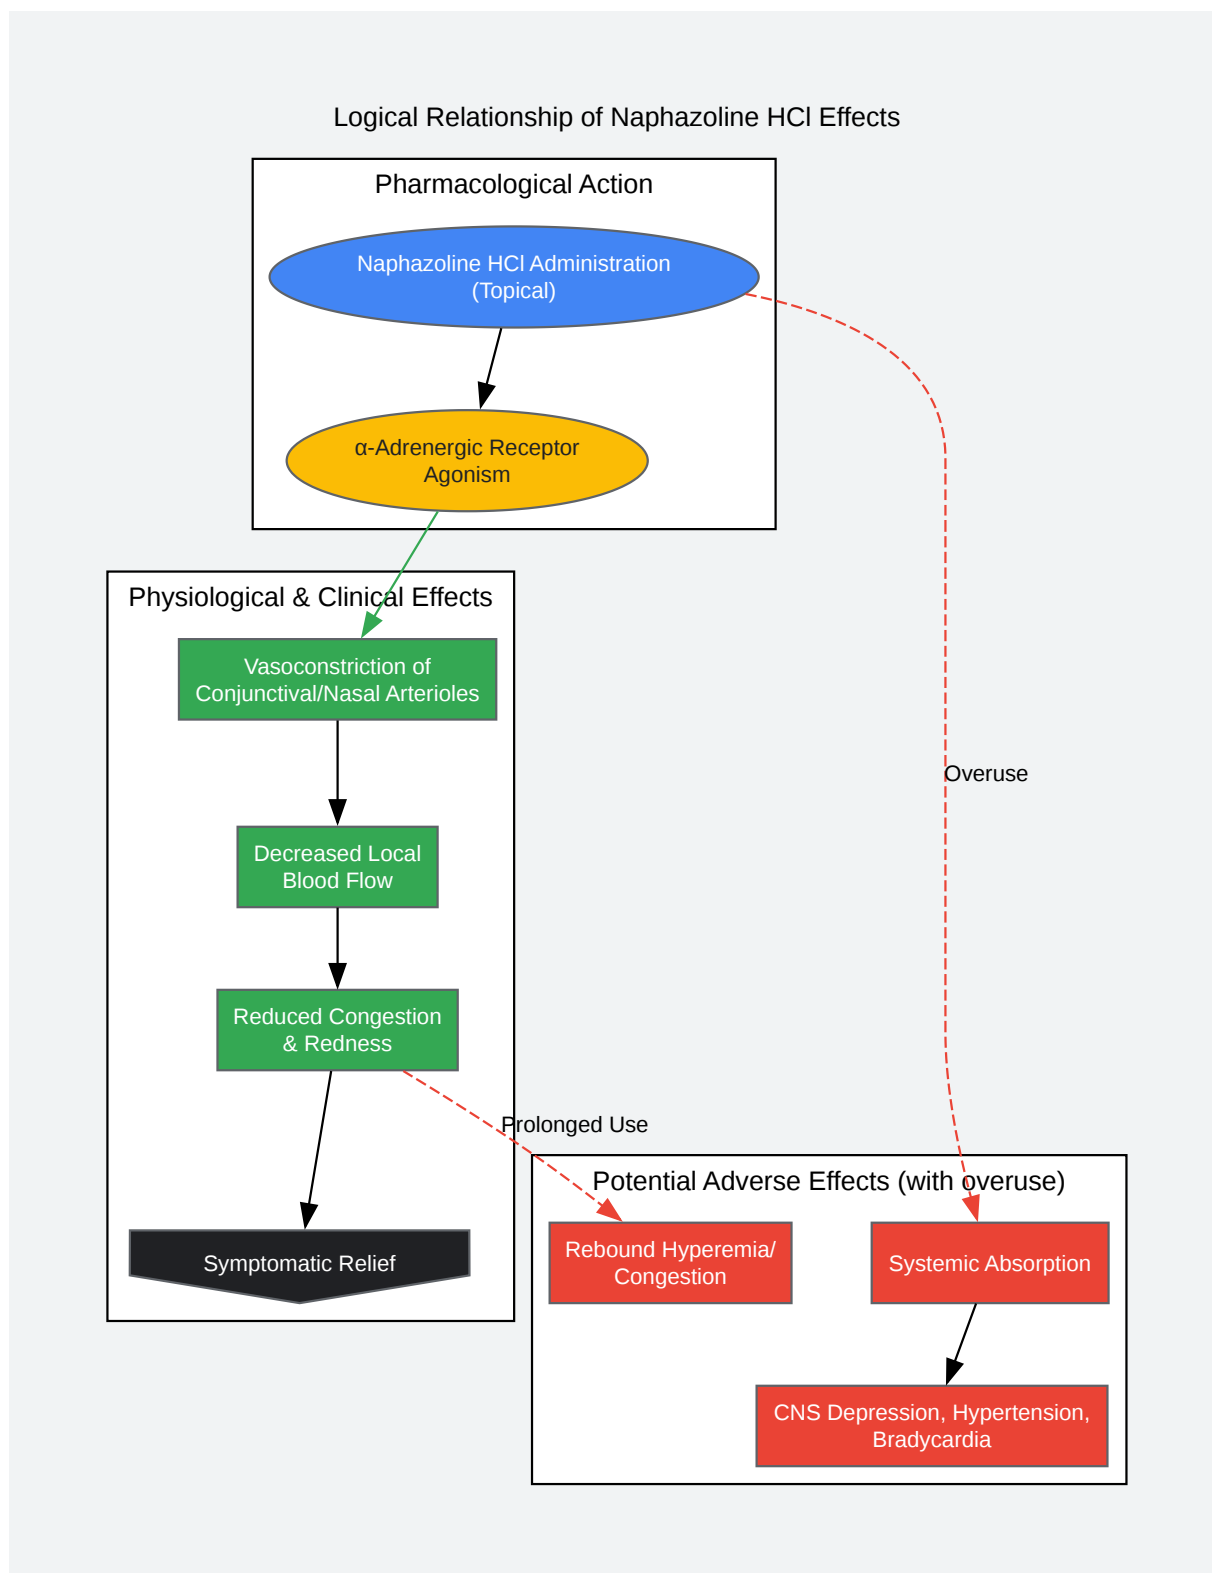 Logical Relationship of Naphazoline HCl Effects
Pharmacological Action
Naphazoline HCl Administration
(Topical)
α-Adrenergic Receptor
Agonism
Physiological & Clinical Effects
Vasoconstriction of
Conjunctival/Nasal Arterioles
Overuse
Decreased Local
Blood Flow
Reduced Congestion
& Redness
Prolonged Use
Potential Adverse Effects (with overuse)
Rebound Hyperemia/
Congestion
Systemic Absorption
Symptomatic Relief
CNS Depression, Hypertension,
Bradycardia